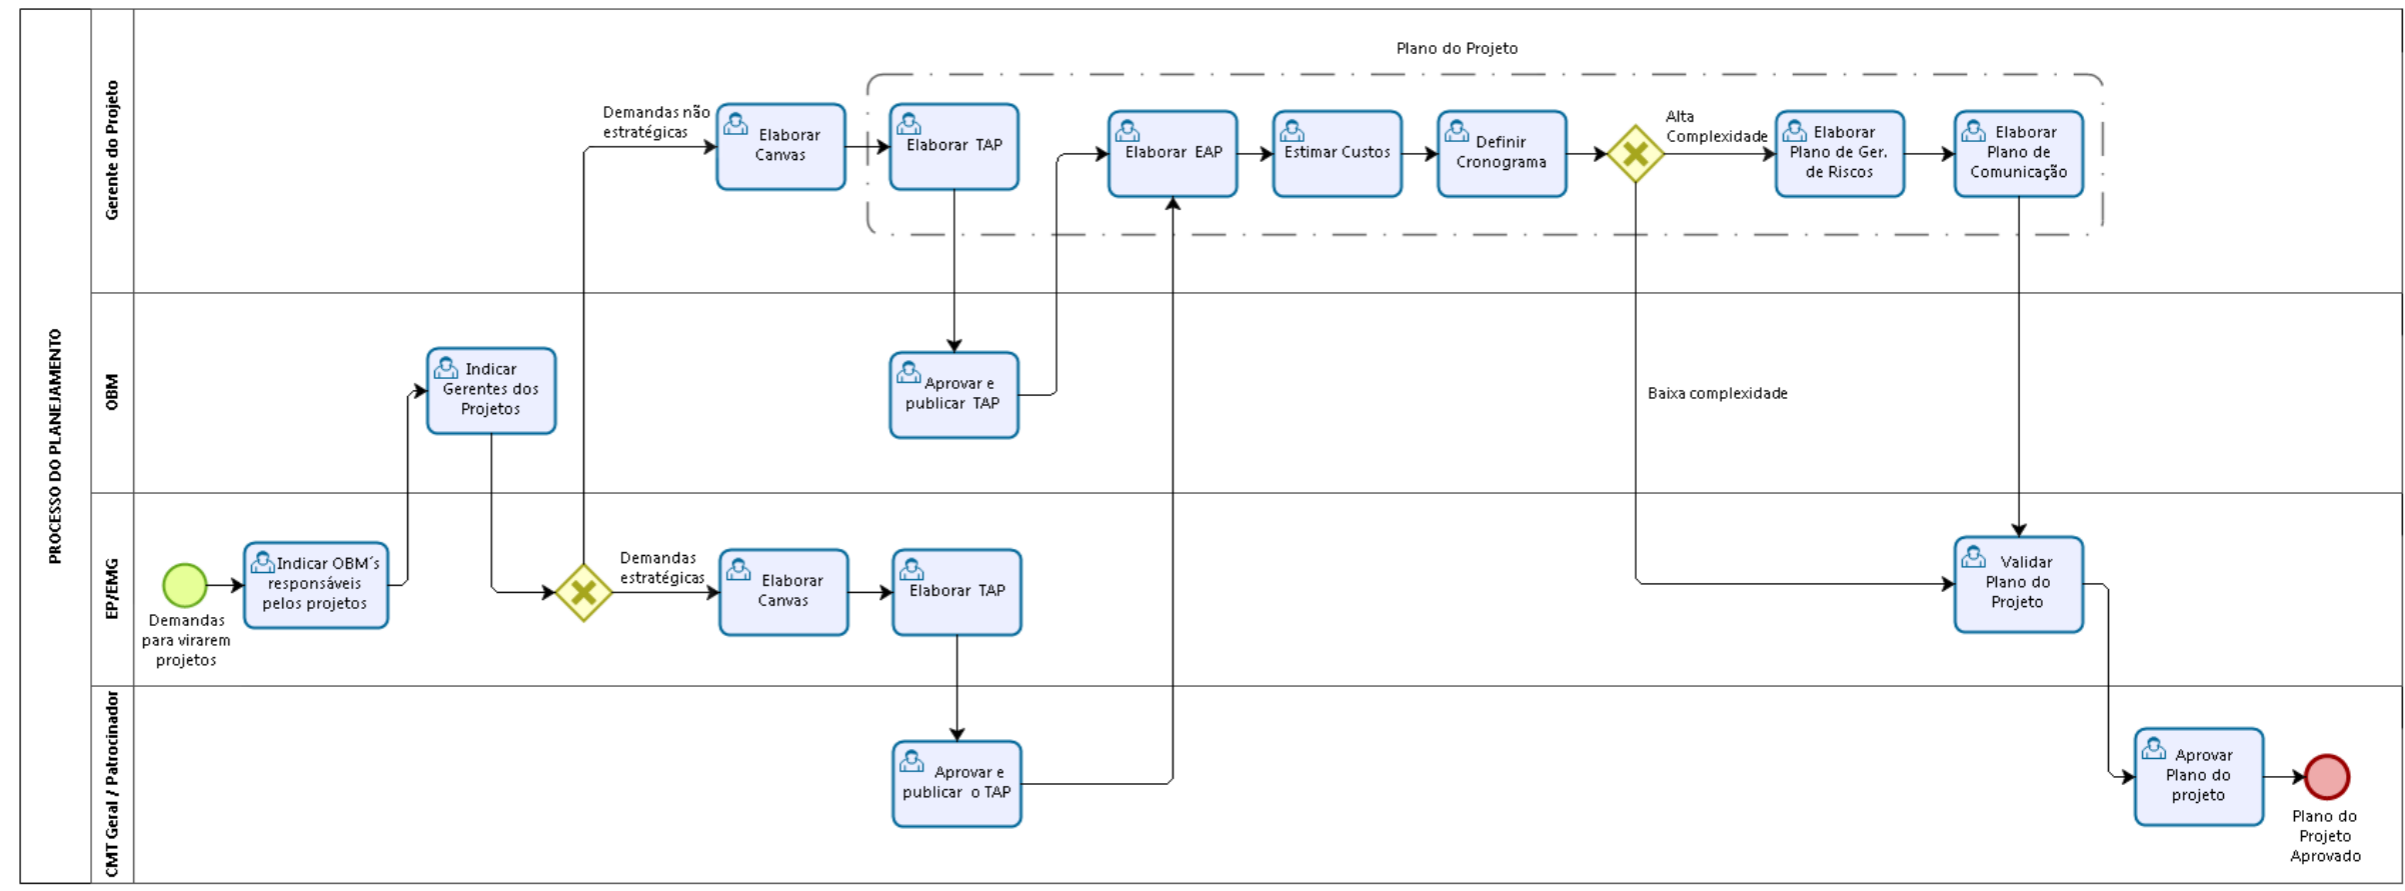 PROCESSO DO PLANEJAMENTO
Gerente do Projeto
Plano do Projeto
Demandas não
estratégicas
Elaborar
Canvas
Elaborar TAP
Elaborar EAP
Estimar Custos
Definir
Cronograma
Alta
Complexidade
Elaborar
Plano de Ger.
de Riscos
Elaborar
Plano de
Comunicação
OBM
Indicar
Gerentes dos
Projetos
Aprovar e
publicar TAP
Baixa complexidade
EP/EMG
Demandas
para virarem
projetos
Indicar OBM´s
responsáveis
pelos projetos
Demandas
estratégicas
Elaborar
Canvas
Elaborar TAP
Validar
Plano do
Projeto
CMT Geral / Patrocinador
Aprovar e
publicar o TAP
Aprovar
Plano do
projeto
Plano do
Projeto
Aprovado